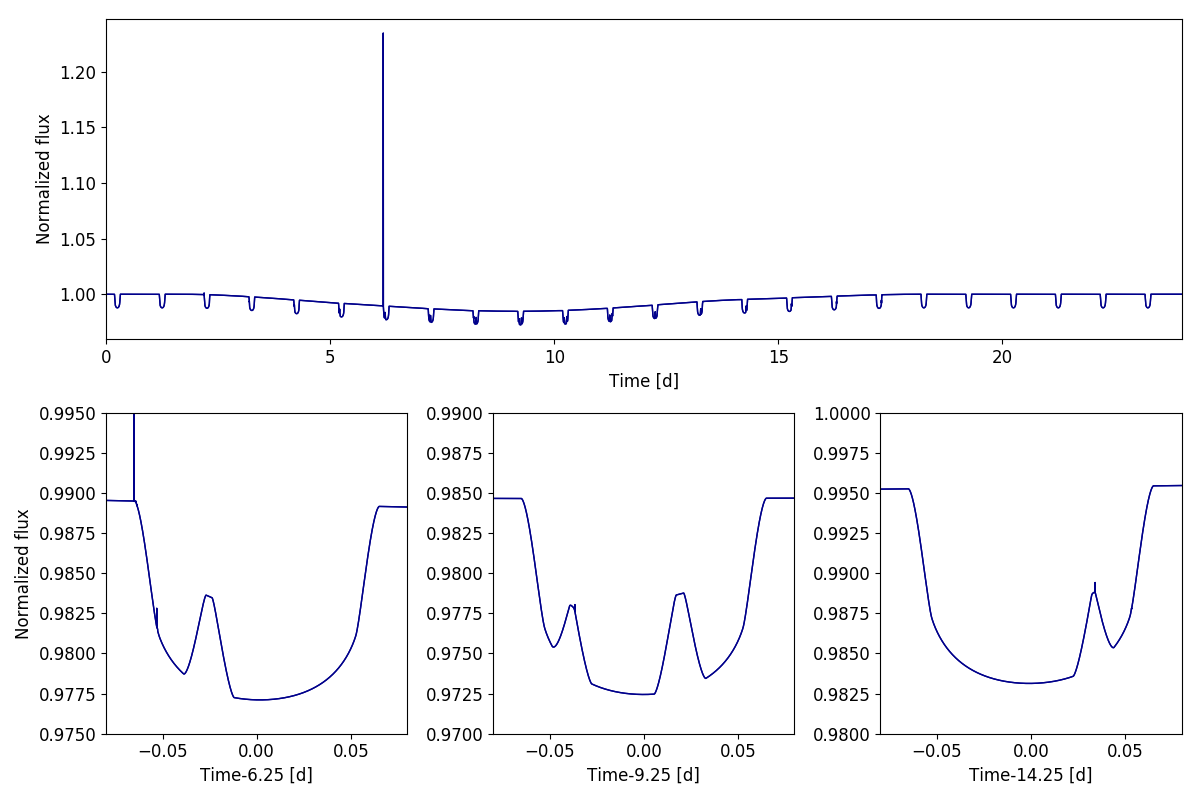 Normalized flux
1.20
1.15
1.10
1.05
1.00
0 5 10 15 20
Time [d]
Normalized flux
0.9950 0.9900 1.0000
0.9925 0.9875 0.9975
0.9900 0.9850 0.9950
0.9875 0.9825 0.9925
0.9850 0.9800 0.9900
0.9825 0.9775 0.9875
0.9800 0.9750 0.9850
0.9775 0.9725 0.9825
0.9750 0.9700 0.9800
−0.05 0.00 0.05 −0.05 0.00 0.05 −0.05 0.00 0.05
Time-6.25 [d] Time-9.25 [d] Time-14.25 [d]